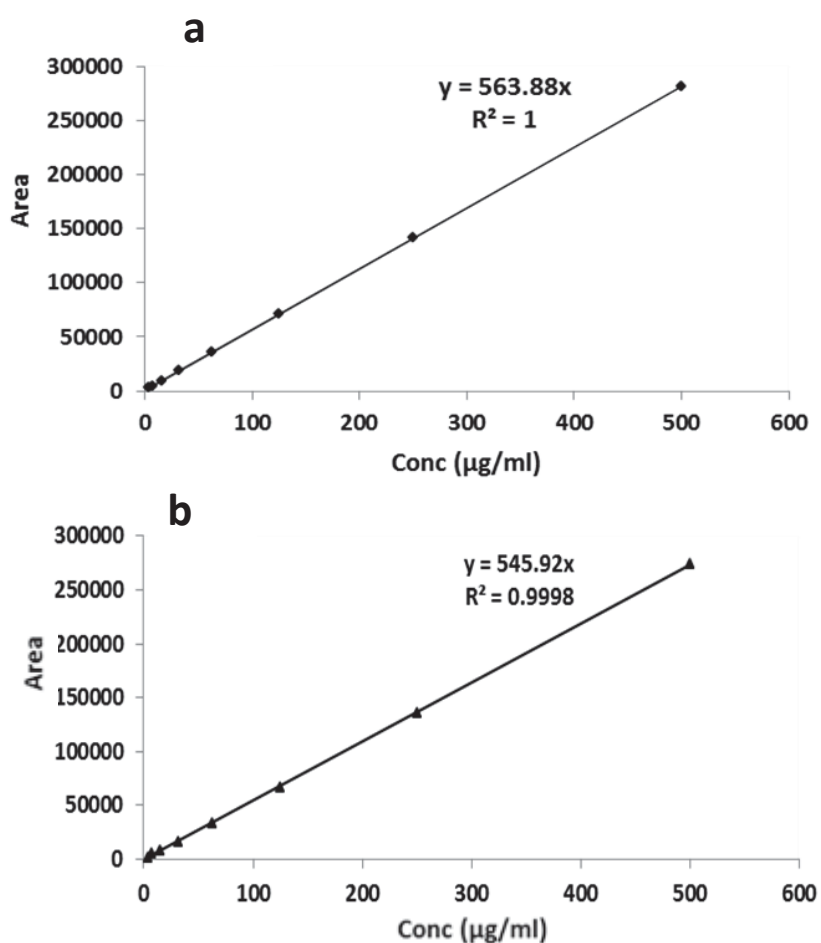 a
300000
250000
200000
150000
100000
50000
0
Area
y = 563.88x
R² = 1
0 100 200 300 400 500 600
Conc (µg/ml)
b
300000
250000
200000
150000
100000
50000
0
Area
y = 545.92x
R² = 0.9998
0 100 200 300 400 500 600
Conc (µg/ml)